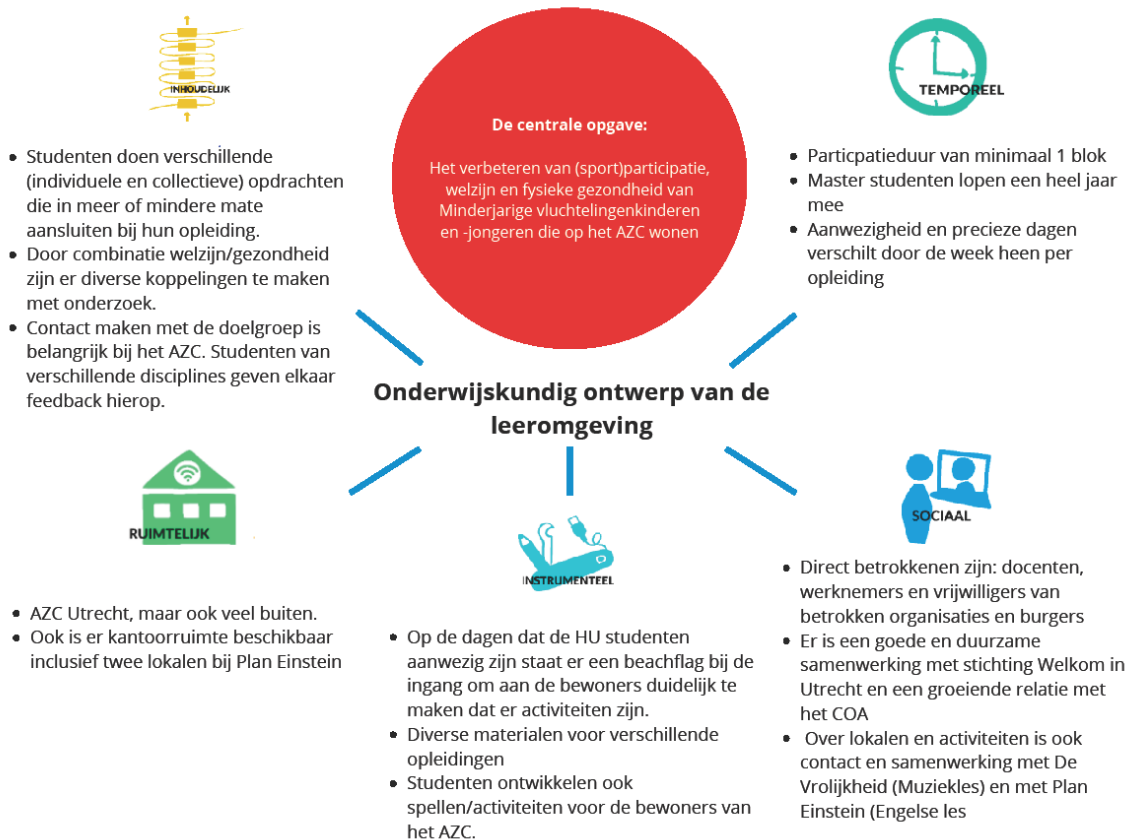 De centrale opgave:
Het verbeteren van (sport)participatie,
welzijn en fysieke gezondheid van
Minderjarige vluchtelingenkinderen
en -jongeren die op het AZC wonen
INHOUDELIJK
• Studenten doen verschillende
(individuele en collectieve) opdrachten
die in meer of mindere mate
aansluiten bij hun opleiding.
• Door combinatie welzijn/gezondheid
zijn er diverse koppelingen te maken
met onderzoek.
• Contact maken met de doelgroep is
belangrijk bij het AZC. Studenten van
verschillende disciplines geven elkaar
feedback hierop.
TEMPOREEL
• Particpatieduur van minimaal 1 blok
• Master studenten lopen een heel jaar
mee
• Aanwezigheid en precieze dagen
verschilt door de week heen per
opleiding
Onderwijskundig ontwerp van de
leeromgeving
RUIMTELIJK
• AZC Utrecht, maar ook veel buiten.
• Ook is er kantoorruimte beschikbaar
inclusief twee lokalen bij Plan Einstein
INSTRUMENTEEL
• Op de dagen dat de HU studenten
aanwezig zijn staat er een beachflag bij de
ingang om aan de bewoners duidelijk te
maken dat er activiteiten zijn.
• Diverse materialen voor verschillende
opleidingen
• Studenten ontwikkelen ook
spellen/activiteiten voor de bewoners van
het AZC.
SOCIAAL
• Direct betrokkenen zijn: docenten,
werknemers en vrijwilligers van
betrokken organisaties en burgers
• Er is een goede en duurzame
samenwerking met stichting Welkom in
Utrecht en een groeiende relatie met
het COA
• Over lokalen en activiteiten is ook
contact en samenwerking met De
Vrolijkheid (Muziekles) en met Plan
Einstein (Engelse les